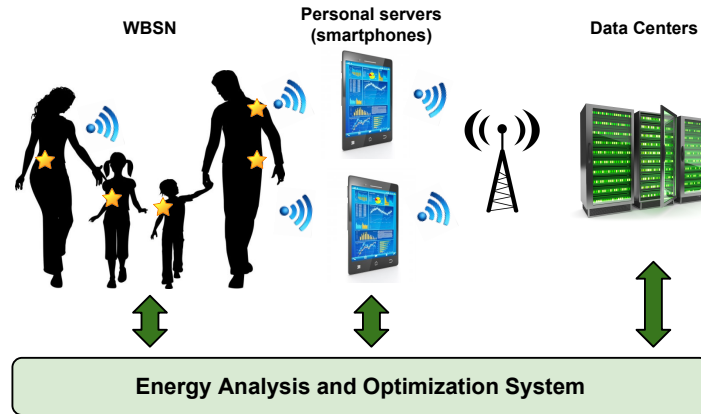 WBSN
Personal servers
(smartphones)
Data Centers
Energy Analysis and Optimization System